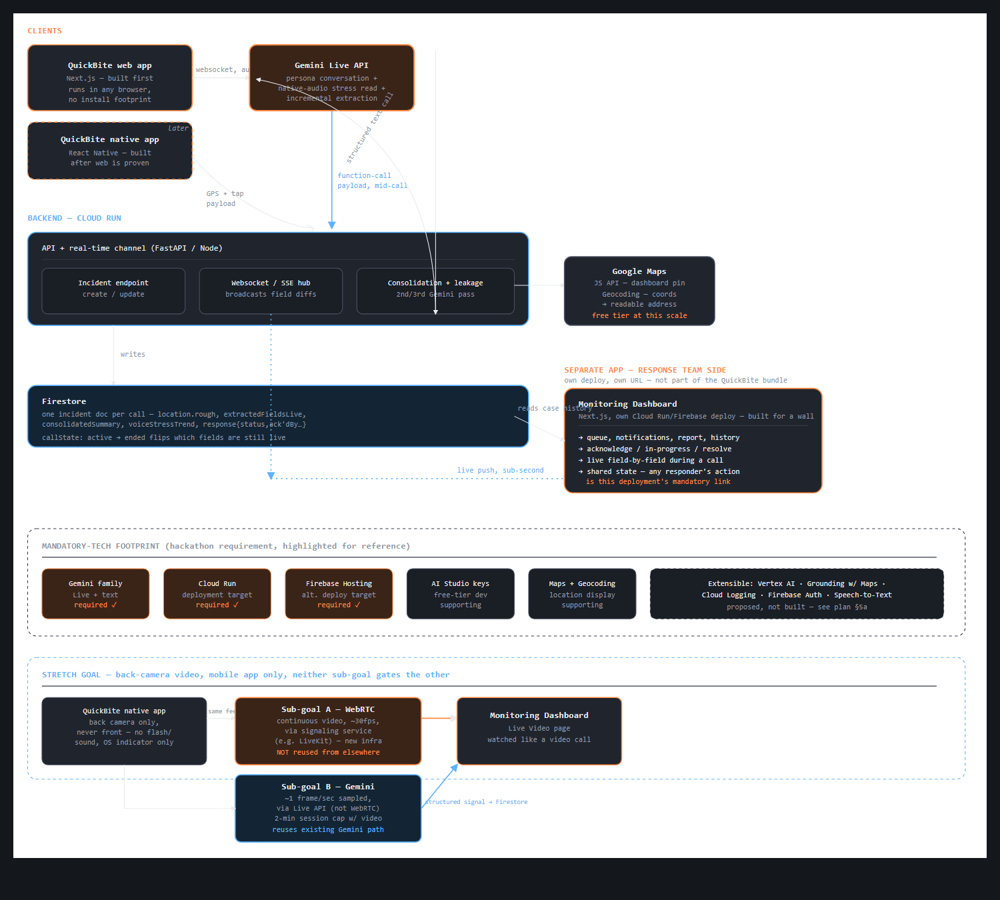 CLIENTS
QuickBite web app
Next.js — built first
runs in any browser,
no install footprint
websocket, au
Gemini Live API
persona conversation +
native-audio stress read +
incremental extraction
Later
QuickBite native app
React Native — built
after web is proven
structured text call
function-call
payload, mid-call
GPS + tap
payload
BACKEND — CLOUD RUN
API + real-time channel (FastAPI / Node)
Incident endpoint
create / update
Websocket / SSE hub
broadcasts field diffs
Consolidation + leakage
2nd/3rd Gemini pass
Google Maps
JS API — dashboard pin
Geocoding — coords
→ readable address
free tier at this scale
writes
SEPARATE APP — RESPONSE TEAM SIDE
own deploy, own URL — not part of the QuickBite bundle
Firestore
one incident doc per call — location.rough, extractedFieldsLive,
consolidatedSummary, voiceStressTrend, response{status,ack'dBy…}
callState: active → ended flips which fields are still live
reads case history
Monitoring Dashboard
Next.js, own Cloud Run/Firebase deploy — built for a wall
→ queue, notifications, report, history
→ acknowledge / in-progress / resolve
→ live field-by-field during a call
→ shared state — any responder's action
is this deployment's mandatory link
live push, sub-second
MANDATORY-TECH FOOTPRINT (hackathon requirement, highlighted for reference)
Gemini family
Live + text
required ✓
Cloud Run
deployment target
required ✓
Firebase Hosting
alt. deploy target
required ✓
AI Studio keys
free-tier dev
supporting
Maps + Geocoding
location display
supporting
Extensible: Vertex AI · Grounding w/ Maps ·
Cloud Logging · Firebase Auth · Speech-to-Text
proposed, not built — see plan §5a
STRETCH GOAL — back-camera video, mobile app only, neither sub-goal gates the other
QuickBite native app
back camera only,
never front — no flash/
sound, OS indicator only
same fee
Sub-goal A — WebRTC
continuous video, ~30fps,
via signaling service
(e.g. LiveKit) — new infra
NOT reused from elsewhere
Monitoring Dashboard
Live Video page
watched like a video call
Sub-goal B — Gemini
~1 frame/sec sampled,
via Live API (not WebRTC)
2-min session cap w/ video
reuses existing Gemini path
structured signal → Firestore